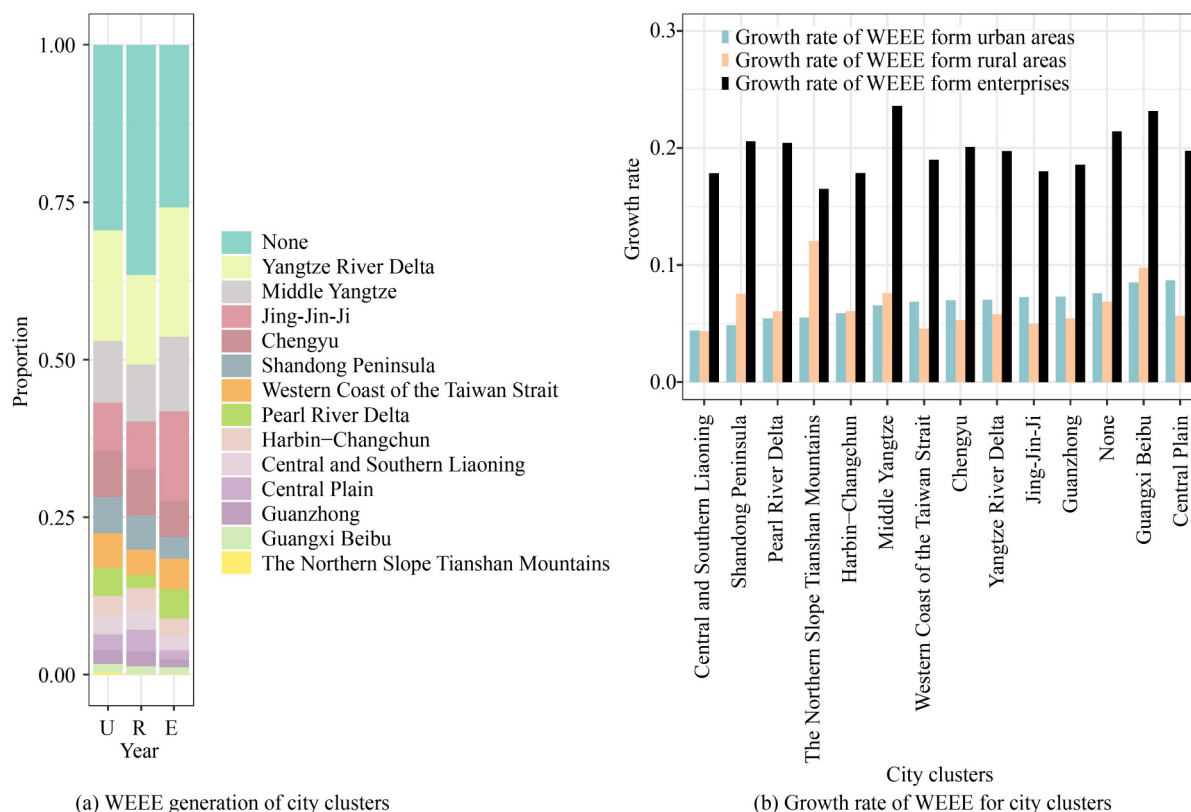 1.00
0.75
0.50
0.25
0.00
Proportion
U R E
Year
None
Yangtze River Delta
Middle Yangtze
Jing-Jin-Ji
Chengyu
Shandong Peninsula
Western Coast of the Taiwan Strait
Pearl River Delta
Harbin−Changchun
Central and Southern Liaoning
Central Plain
Guanzhong
Guangxi Beibu
The Northern Slope Tianshan Mountains
(a) WEEE generation of city clusters
0.3
0.2
0.1
0.0
Growth rate
Growth rate of WEEE form urban areas
Growth rate of WEEE form rural areas
Growth rate of WEEE form enterprises
Central and Southern Liaoning
Shandong Peninsula
Pearl River Delta
The Northern Slope Tianshan Mountains
Harbin−Changchun
Middle Yangtze
Western Coast of the Taiwan Strait
Chengyu
Yangtze River Delta
Jing-Jin-Ji
Guanzhong
None
Guangxi Beibu
Central Plain
City clusters
(b) Growth rate of WEEE for city clusters